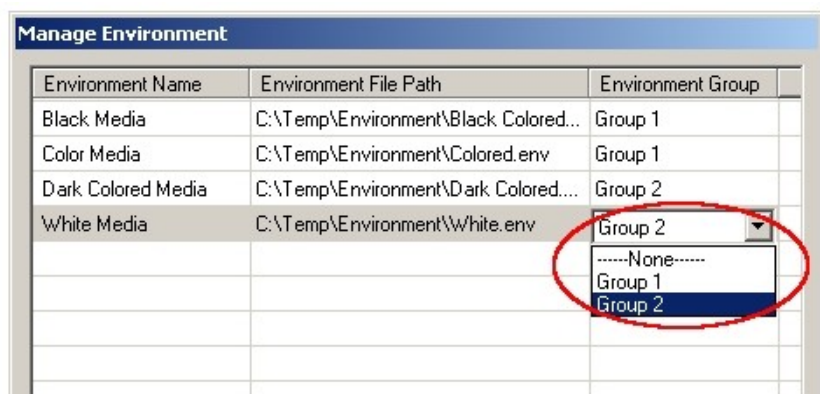 Manage Environment
Environment Name Environment File Path Environment Group
Black Media C:\Temp\Environment\Black Colored... Group 1
Color Media C:\Temp\Environment\Colored.env Group 1
Dark Colored Media C:\Temp\Environment\Dark Colored.... Group 2
White Media C:\Temp\Environment\White.env Group 2
------None------
Group 1
Group 2